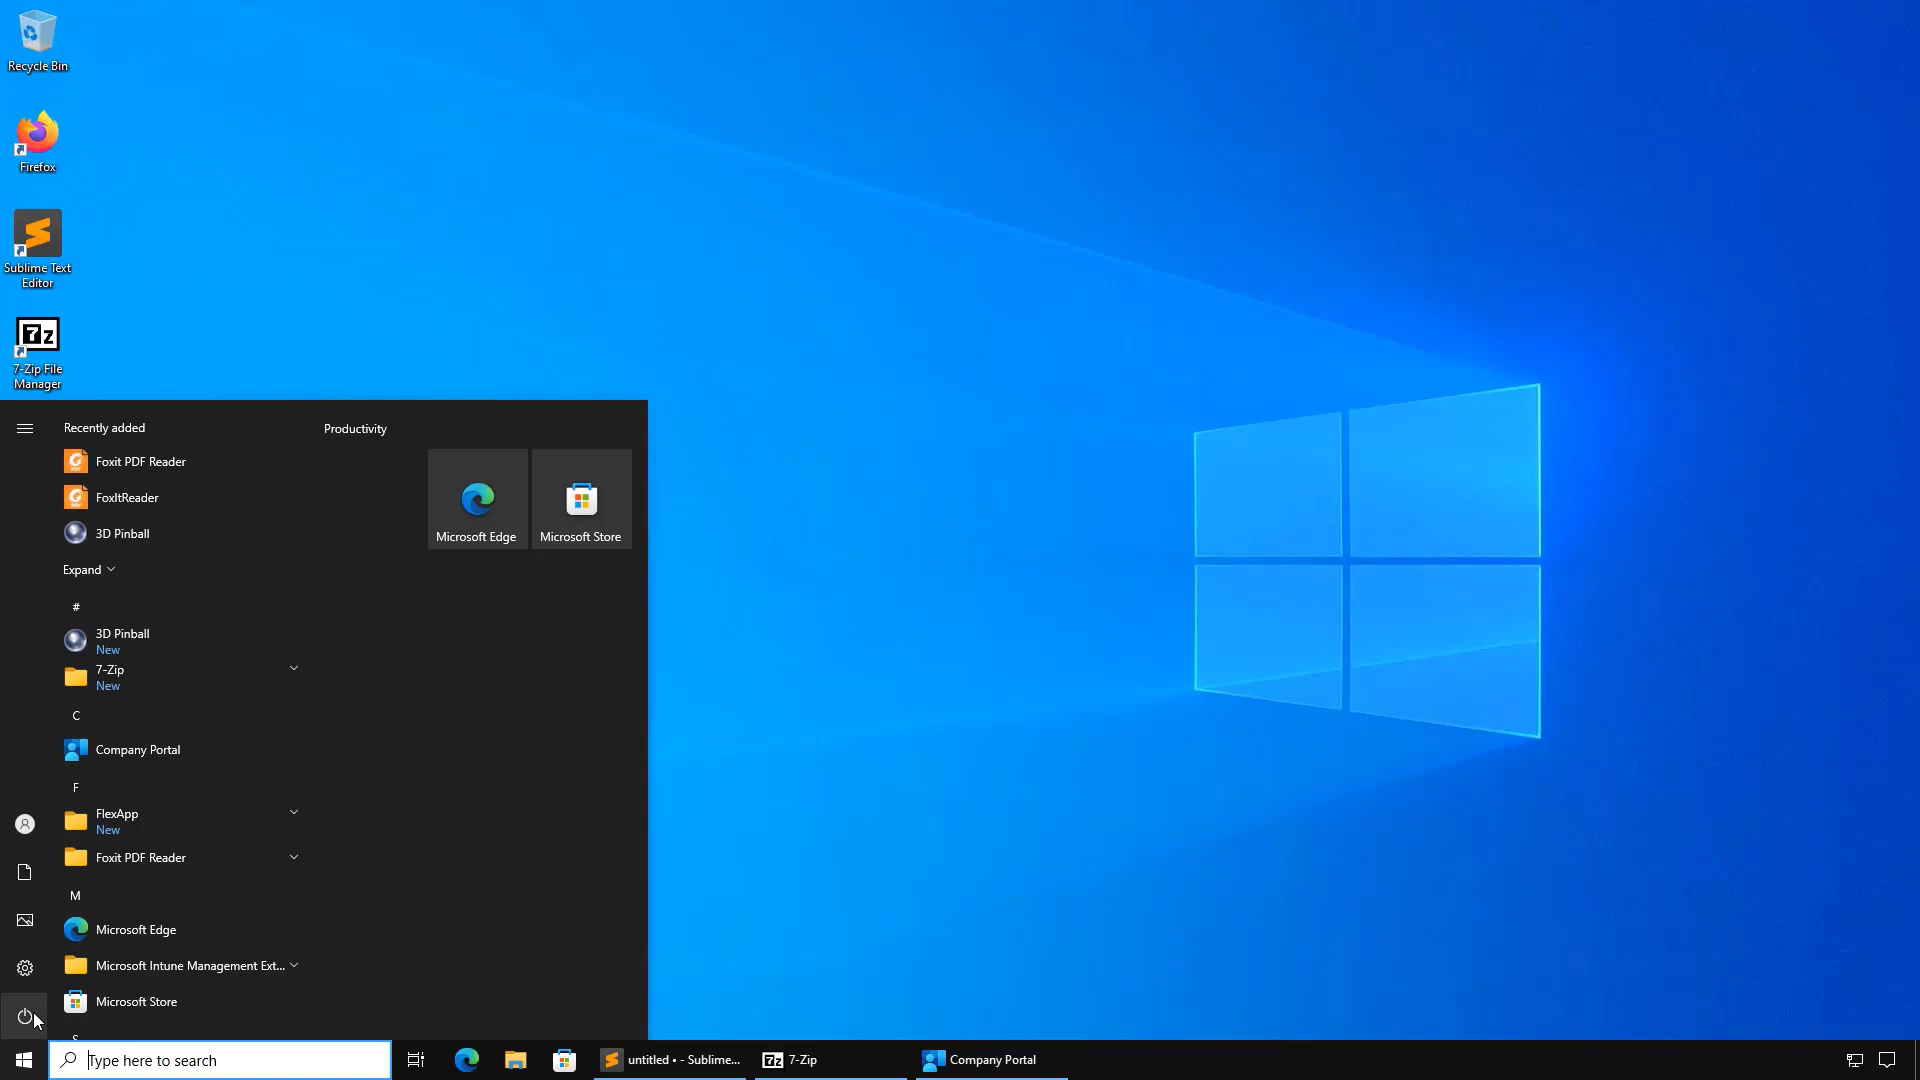 Recycle Bin
Firefox
Sublime Text
Editor
7z
7-Zip File
Manager
Recently added
Foxit PDF Reader
FoxItReader
3D Pinball
Expand
#
3D Pinball
New
7-Zip
New
C
Company Portal
F
FlexApp
New
Foxit PDF Reader
M
Microsoft Edge
Microsoft Intune Management Ext...
Microsoft Store
Productivity
Microsoft Edge
Microsoft Store
Type here to search
untitled • - Sublime...
7z 7-Zip
Company Portal